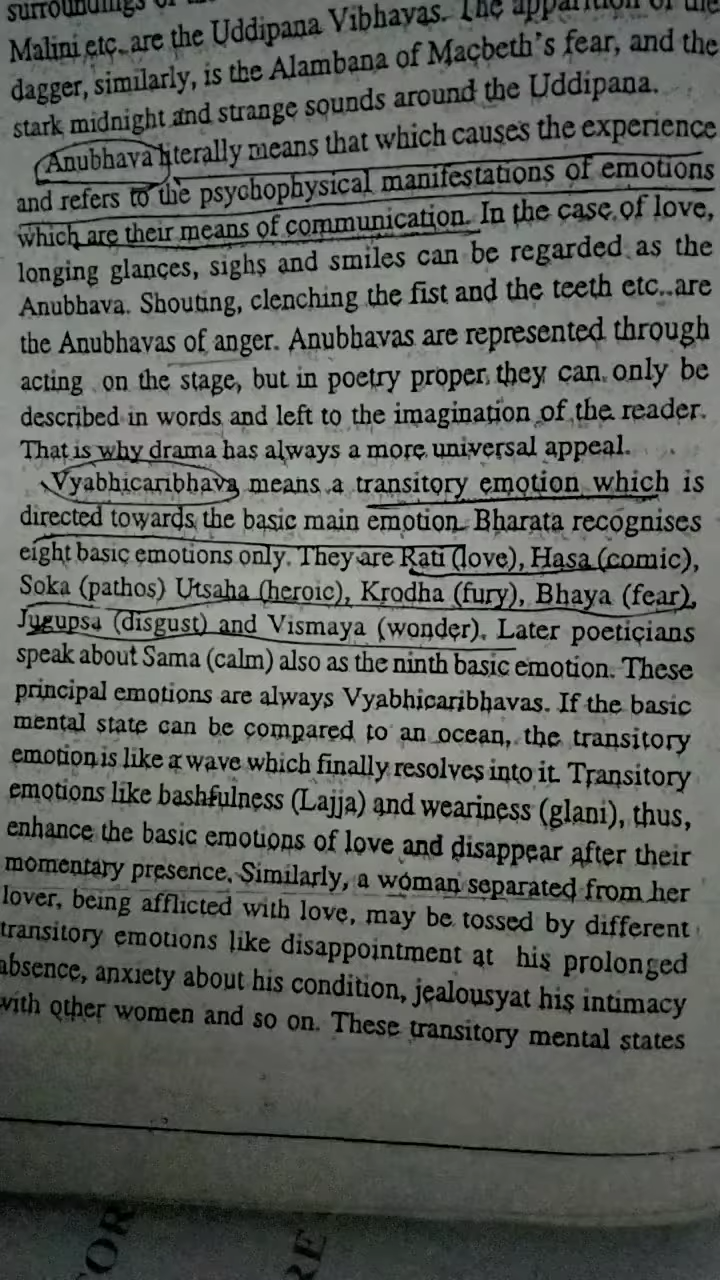 surroundings of
Malini etc. are the Uddipana Vibhavas. The apparition of the
dagger, similarly, is the Alambana of Macbeth's fear, and the
stark midnight and strange sounds around the Uddipana.
Anubhava literally means that which causes the experience
and refers to the psychophysical manifestations of emotions
which are their means of communication. In the case of love,
longing glances, sighs and smiles can be regarded as the
Anubhava. Shouting, clenching the fist and the teeth etc..are
the Anubhavas of anger. Anubhavas are represented through
acting on the stage, but in poetry proper, they can only be
described in words and left to the imagination of the reader.
That is why drama has always a more universal appeal.
Vyabhicaribhava means a transitory emotion which is
directed towards the basic main emotion. Bharata recognises
eight basic emotions only. They are Rati (love), Hasa (comic),
Soka (pathos) Utsaha (heroic), Krodha (fury), Bhaya (fear),
Jugupsa (disgust) and Vismaya (wonder). Later poeticians
speak about Sama (calm) also as the ninth basic emotion. These
principal emotions are always Vyabhicaribhavas. If the basic
mental state can be compared to an ocean, the transitory
emotion is like a wave which finally resolves into it. Transitory
emotions like bashfulness (Lajja) and weariness (glani), thus,
enhance the basic emotions of love and disappear after their
momentary presence. Similarly, a woman separated from her
lover, being afflicted with love, may be tossed by different
transitory emotions like disappointment at his prolonged
absence, anxiety about his condition, jealousyat his intimacy
with other women and so on. These transitory mental states
OR
RE